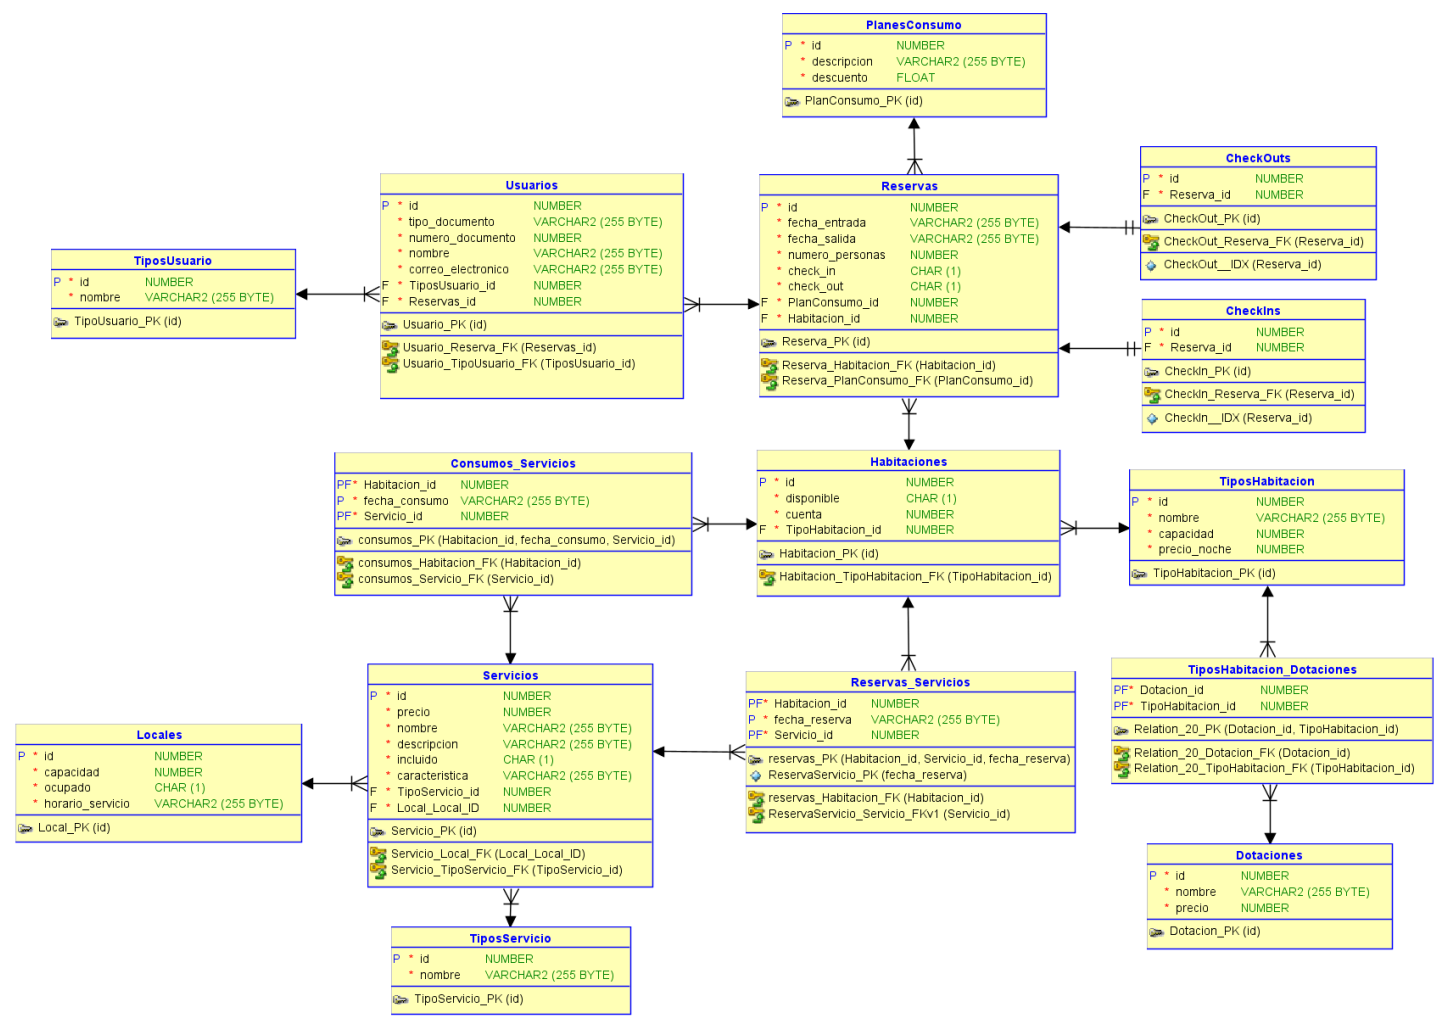 PlanesConsumo
P * id NUMBER
* descripcion VARCHAR2 (255 BYTE)
* descuento FLOAT
PlanConsumo_PK (id)
CheckOuts
P * id NUMBER
F * Reserva_id NUMBER
CheckOut_PK (id)
CheckOut_Reserva_FK (Reserva_id)
CheckOut__IDX (Reserva_id)
Usuarios
P * id NUMBER
* tipo_documento VARCHAR2 (255 BYTE)
* numero_documento NUMBER
* nombre VARCHAR2 (255 BYTE)
* correo_electronico VARCHAR2 (255 BYTE)
F * TiposUsuario_id NUMBER
F * Reservas_id NUMBER
Usuario_PK (id)
Usuario_Reserva_FK (Reservas_id)
Usuario_TipoUsuario_FK (TiposUsuario_id)
Reservas
P * id NUMBER
* fecha_entrada VARCHAR2 (255 BYTE)
* fecha_salida VARCHAR2 (255 BYTE)
* numero_personas NUMBER
* check_in CHAR (1)
* check_out CHAR (1)
F * PlanConsumo_id NUMBER
F * Habitacion_id NUMBER
Reserva_PK (id)
Reserva_Habitacion_FK (Habitacion_id)
Reserva_PlanConsumo_FK (PlanConsumo_id)
TiposUsuario
P * id NUMBER
* nombre VARCHAR2 (255 BYTE)
TipoUsuario_PK (id)
CheckIns
P * id NUMBER
F * Reserva_id NUMBER
CheckIn_PK (id)
CheckIn_Reserva_FK (Reserva_id)
CheckIn__IDX (Reserva_id)
Consumos_Servicios
PF* Habitacion_id NUMBER
P * fecha_consumo VARCHAR2 (255 BYTE)
PF* Servicio_id NUMBER
consumos_PK (Habitacion_id, fecha_consumo, Servicio_id)
consumos_Habitacion_FK (Habitacion_id)
consumos_Servicio_FK (Servicio_id)
Habitaciones
P * id NUMBER
* disponible CHAR (1)
* cuenta NUMBER
F * TipoHabitacion_id NUMBER
Habitacion_PK (id)
Habitacion_TipoHabitacion_FK (TipoHabitacion_id)
TiposHabitacion
P * id NUMBER
* nombre VARCHAR2 (255 BYTE)
* capacidad NUMBER
* precio_noche NUMBER
TipoHabitacion_PK (id)
Servicios
P * id NUMBER
* precio NUMBER
* nombre VARCHAR2 (255 BYTE)
* descripcion VARCHAR2 (255 BYTE)
* incluido CHAR (1)
* caracteristica VARCHAR2 (255 BYTE)
F * TipoServicio_id NUMBER
F * Local_Local_ID NUMBER
Servicio_PK (id)
Servicio_Local_FK (Local_Local_ID)
Servicio_TipoServicio_FK (TipoServicio_id)
Reservas_Servicios
PF* Habitacion_id NUMBER
P * fecha_reserva VARCHAR2 (255 BYTE)
PF* Servicio_id NUMBER
reservas_PK (Habitacion_id, Servicio_id, fecha_reserva)
ReservaServicio_PK (fecha_reserva)
reservas_Habitacion_FK (Habitacion_id)
ReservaServicio_Servicio_FKv1 (Servicio_id)
TiposHabitacion_Dotaciones
PF* Dotacion_id NUMBER
PF* TipoHabitacion_id NUMBER
Relation_20_PK (Dotacion_id, TipoHabitacion_id)
Relation_20_Dotacion_FK (Dotacion_id)
Relation_20_TipoHabitacion_FK (TipoHabitacion_id)
Locales
P * id NUMBER
* capacidad NUMBER
* ocupado CHAR (1)
* horario_servicio VARCHAR2 (255 BYTE)
Local_PK (id)
Dotaciones
P * id NUMBER
* nombre VARCHAR2 (255 BYTE)
* precio NUMBER
Dotacion_PK (id)
TiposServicio
P * id NUMBER
* nombre VARCHAR2 (255 BYTE)
TipoServicio_PK (id)